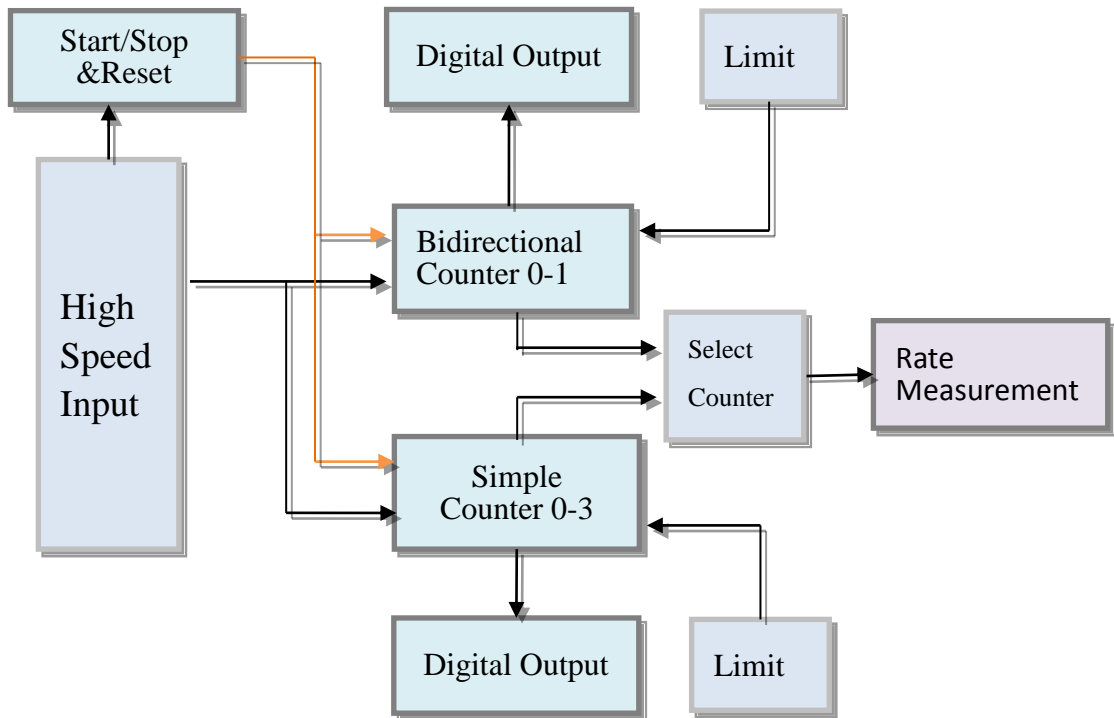 Start/Stop
&Reset
Digital Output
Limit
High
Speed
Input
Bidirectional
Counter 0-1
Select
Counter
Rate
Measurement
Simple
Counter 0-3
Digital Output
Limit